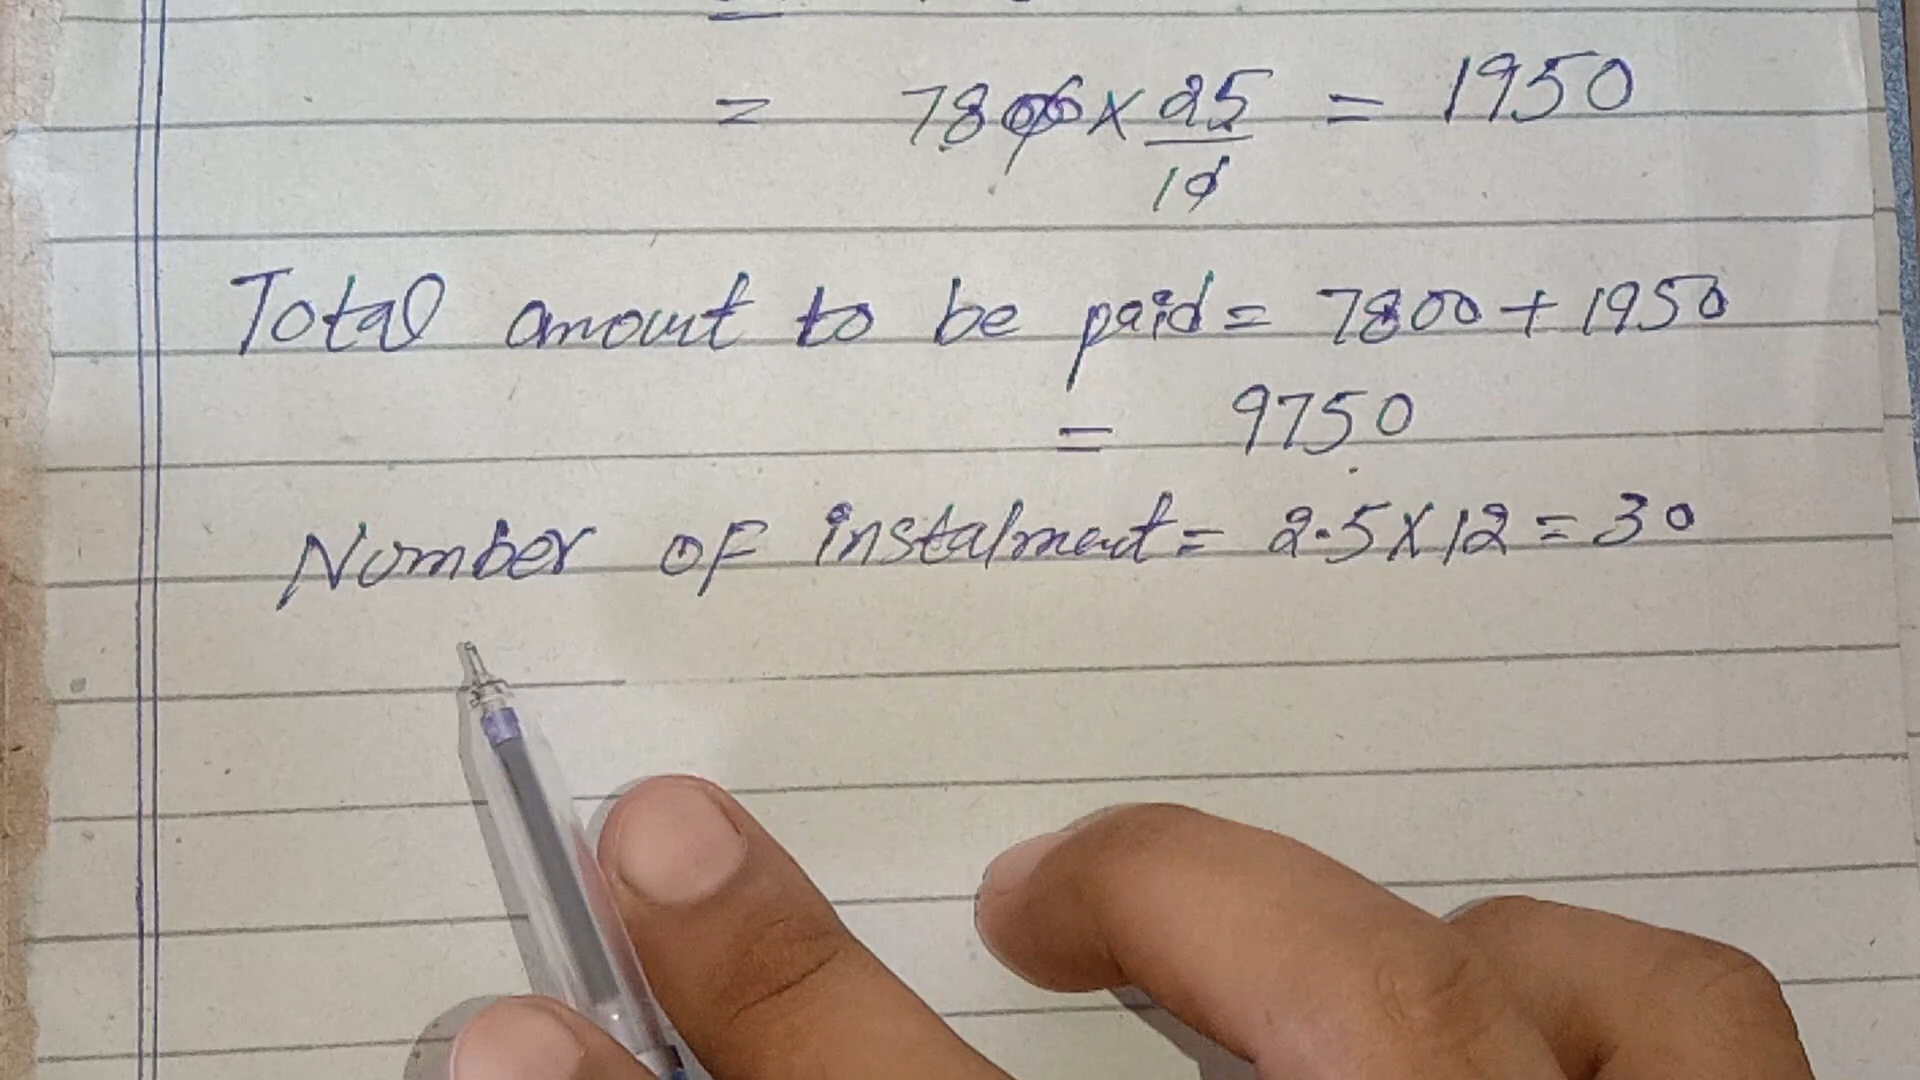 = 7800 × 25/100 = 1950
Total amount to be paid = 7800 + 1950
= 9750
Number of instalment = 2.5 × 12 = 30